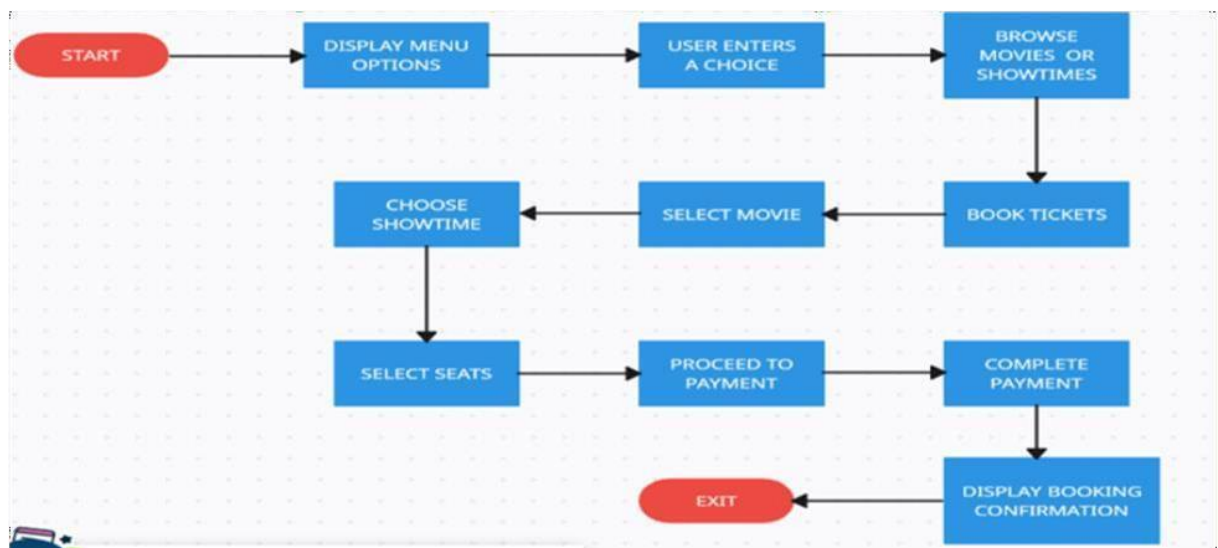 START
DISPLAY MENU
OPTIONS
USER ENTERS
A CHOICE
BROWSE
MOVIES OR
SHOWTIMES
BOOK TICKETS
SELECT MOVIE
CHOOSE
SHOWTIME
SELECT SEATS
PROCEED TO
PAYMENT
COMPLETE
PAYMENT
DISPLAY BOOKING
CONFIRMATION
EXIT